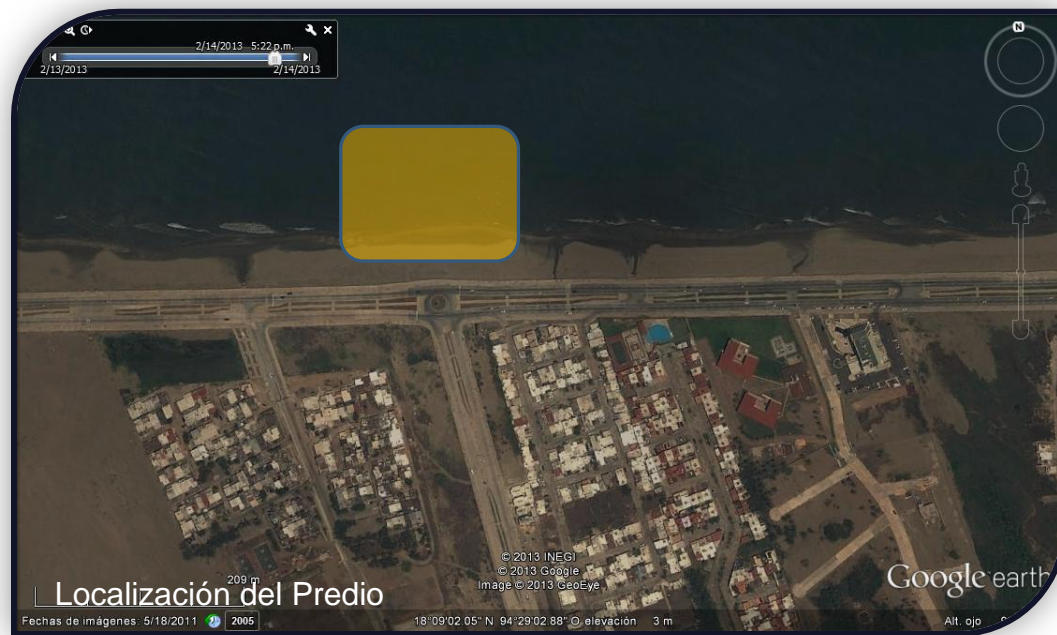 2/14/2013 5:22 p.m.
2/13/2013 2/14/2013
N
© 2013 INEGI
© 2013 Google
Image © 2013 GeoEye
Google earth
209 m
Localización del Predio
Fechas de imágenes: 5/18/2011 2005 18°09'02.05" N 94°29'02.88" O elevación 3 m Alt. ojo